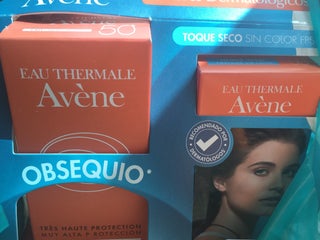 Avène
Dermatológicos
50
TOQUE SECO SIN COLOR
EAU THERMALE
Avène
EAU THERMALE
Avène
RECOMENDADO POR
DERMATÓLOGOS
OBSEQUIO*
TRÈS HAUTE PROTECTION
MUY ALTA PROTECCIÓN